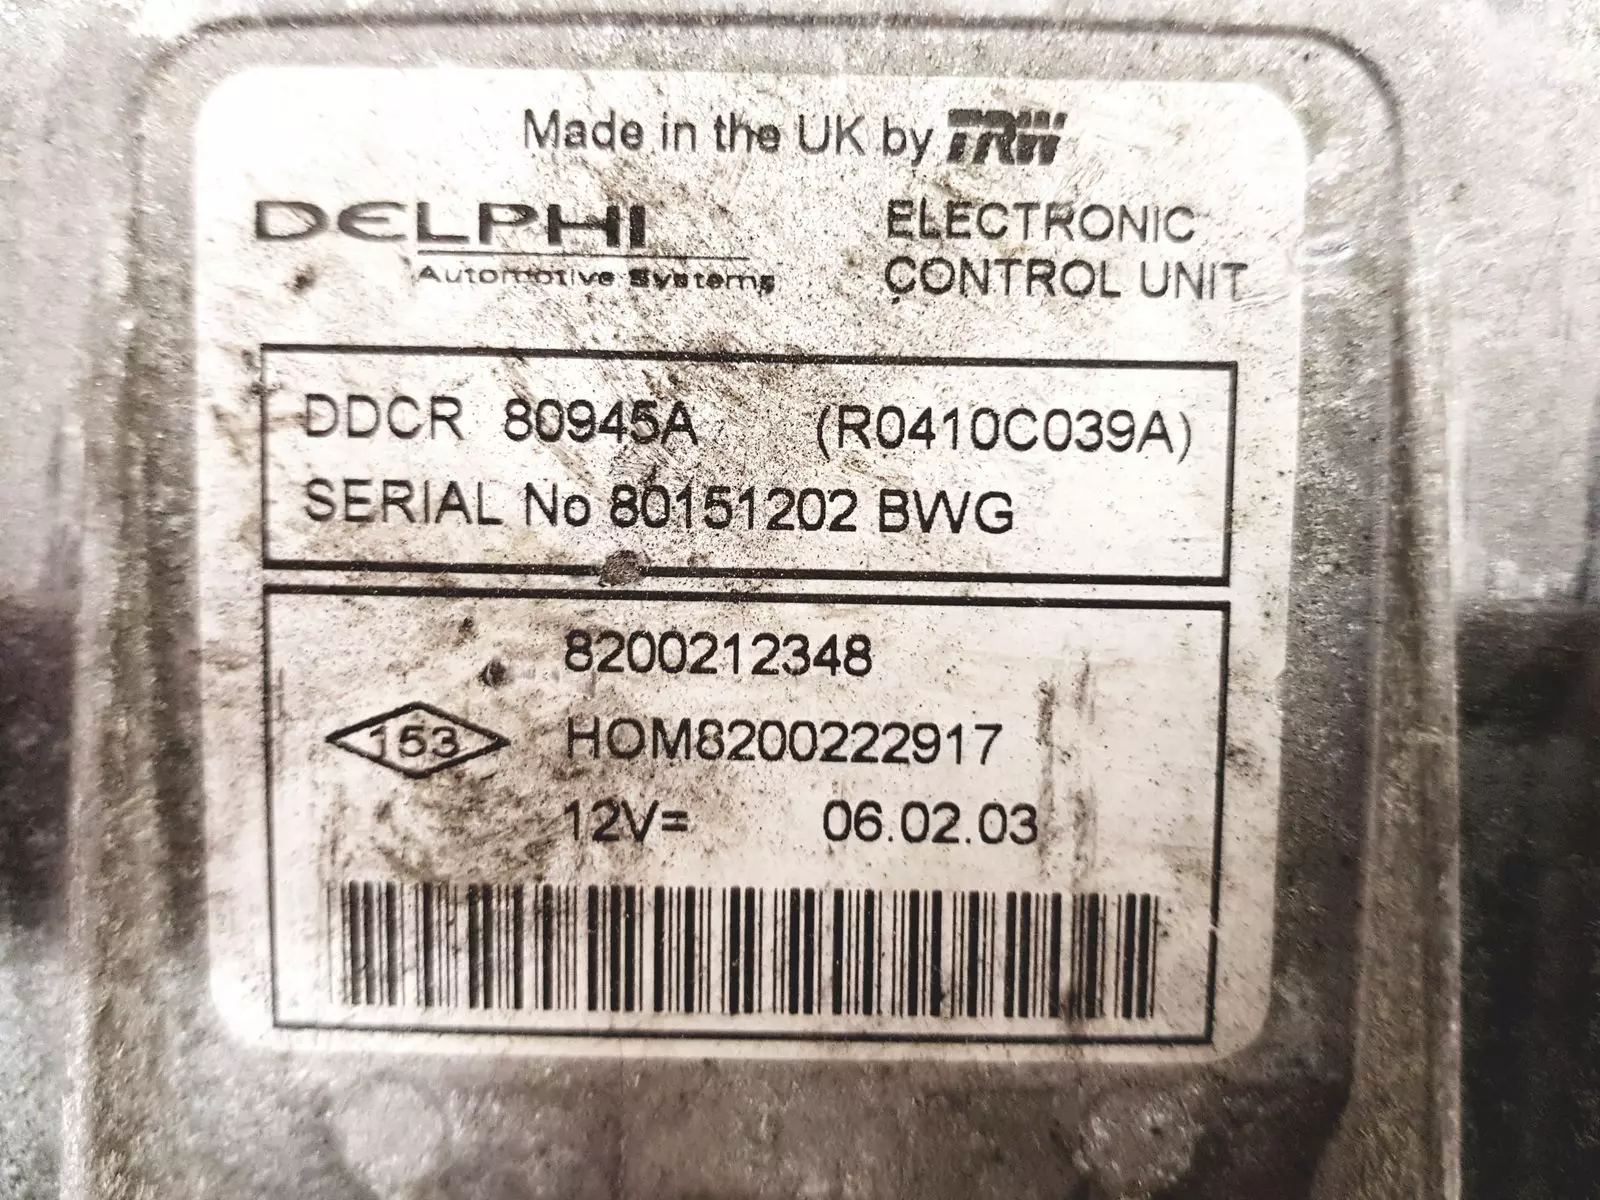 Made in the UK by TRW
DELPHI
Automotive Systems
ELECTRONIC
CONTROL UNIT
DDCR 80945A (R0410C039A)
SERIAL No 80151202 BWG
8200212348
153 HOM8200222917
12V= 06.02.03